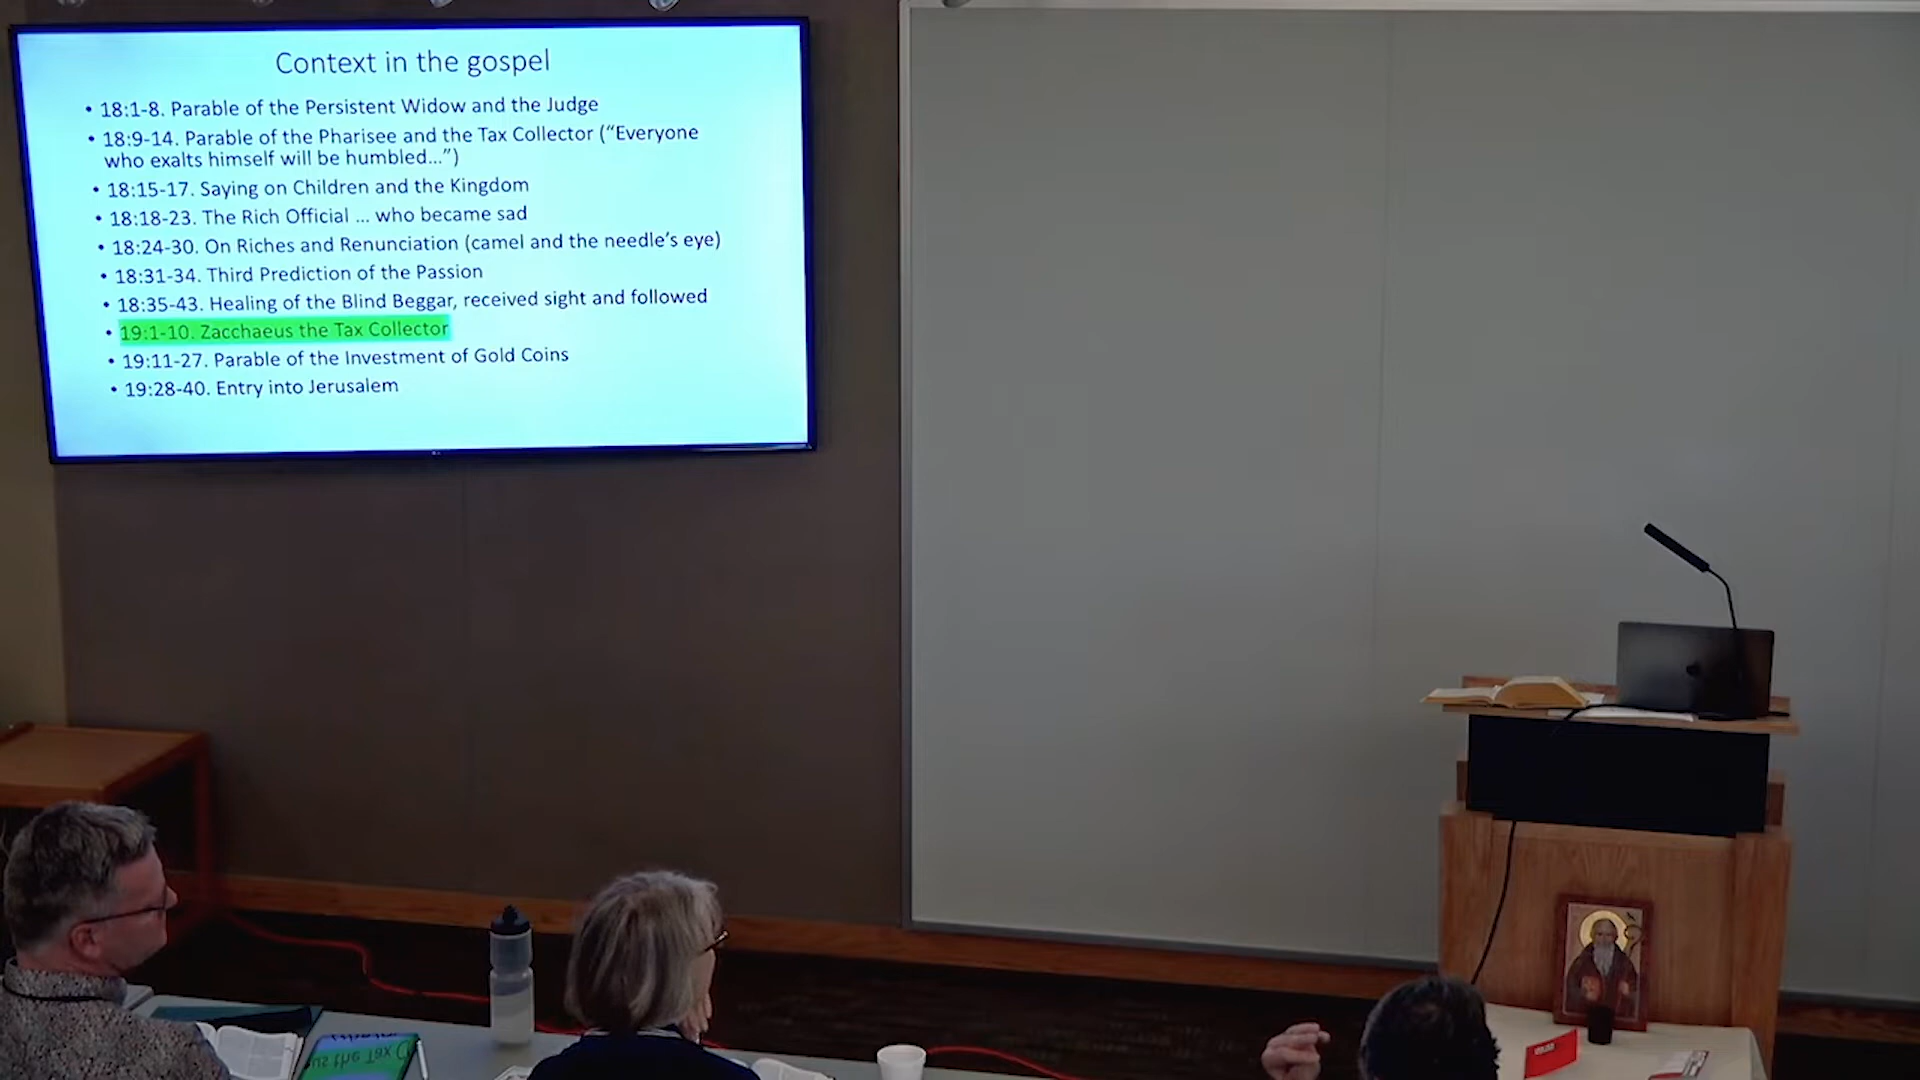 Context in the gospel
• 18:1-8. Parable of the Persistent Widow and the Judge
• 18:9-14. Parable of the Pharisee and the Tax Collector (“Everyone
who exalts himself will be humbled...”)
• 18:15-17. Saying on Children and the Kingdom
• 18:18-23. The Rich Official ... who became sad
• 18:24-30. On Riches and Renunciation (camel and the needle’s eye)
• 18:31-34. Third Prediction of the Passion
• 18:35-43. Healing of the Blind Beggar, received sight and followed
• 19:1-10. Zacchaeus the Tax Collector
• 19:11-27. Parable of the Investment of Gold Coins
• 19:28-40. Entry into Jerusalem
us the Tax C